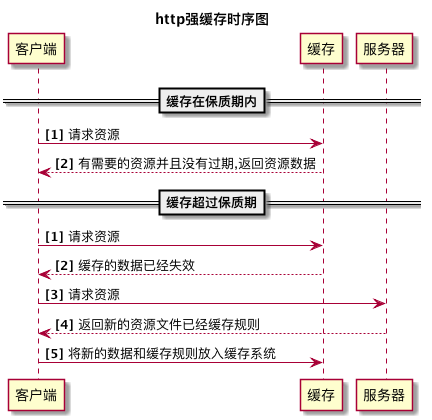 http强缓存时序图
客户端 缓存 服务器
缓存在保质期内
[1] 请求资源
[2] 有需要的资源并且没有过期,返回资源数据
缓存超过保质期
[1] 请求资源
[2] 缓存的数据已经失效
[3] 请求资源
[4] 返回新的资源文件已经缓存规则
[5] 将新的数据和缓存规则放入缓存系统
客户端 缓存 服务器